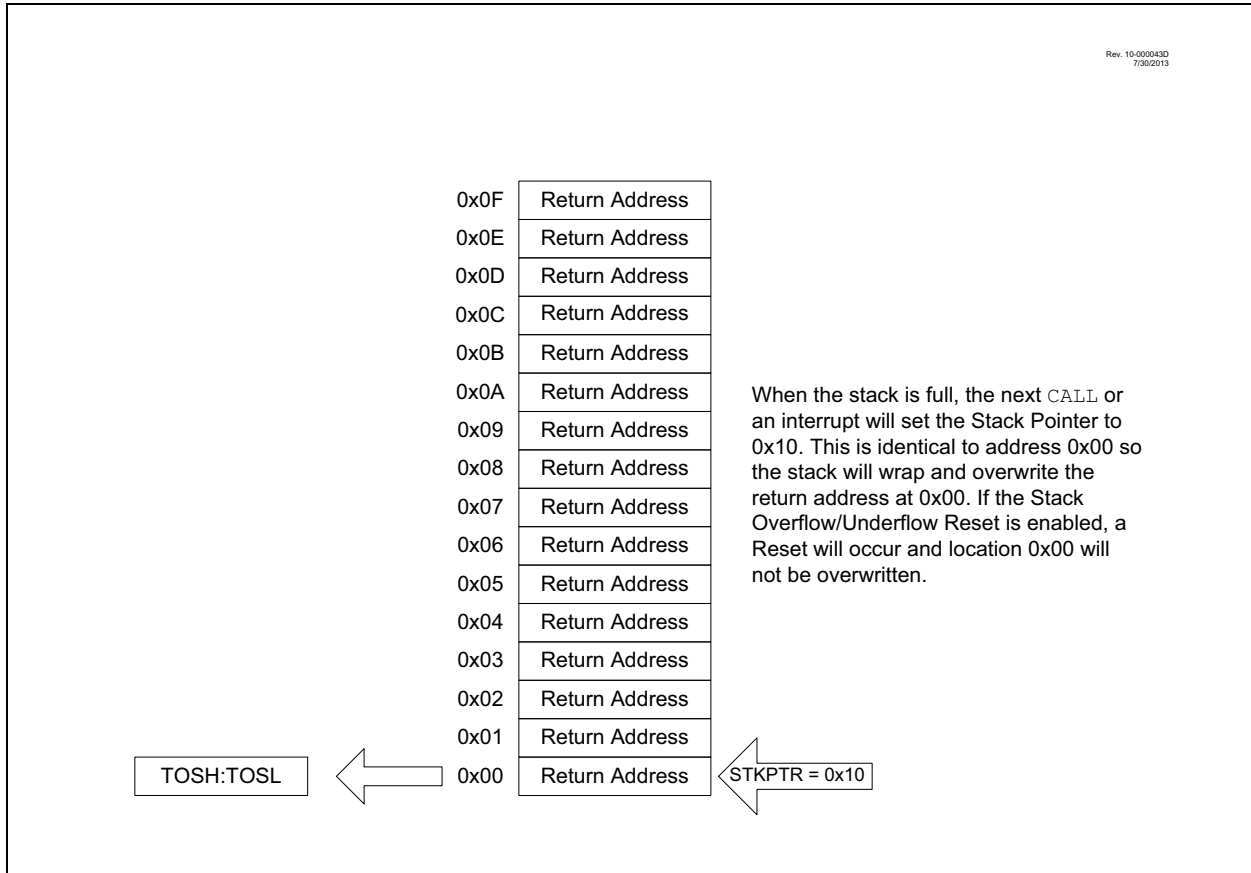 Rev. 10-000043D
7/30/2013
0x0F Return Address
0x0E Return Address
0x0D Return Address
0x0C Return Address
0x0B Return Address
0x0A Return Address
0x09 Return Address
0x08 Return Address
0x07 Return Address
0x06 Return Address
0x05 Return Address
0x04 Return Address
0x03 Return Address
0x02 Return Address
0x01 Return Address
TOSH:TOSL 0x00 Return Address STKPTR = 0x10
When the stack is full, the next CALL or
an interrupt will set the Stack Pointer to
0x10. This is identical to address 0x00 so
the stack will wrap and overwrite the
return address at 0x00. If the Stack
Overflow/Underflow Reset is enabled, a
Reset will occur and location 0x00 will
not be overwritten.